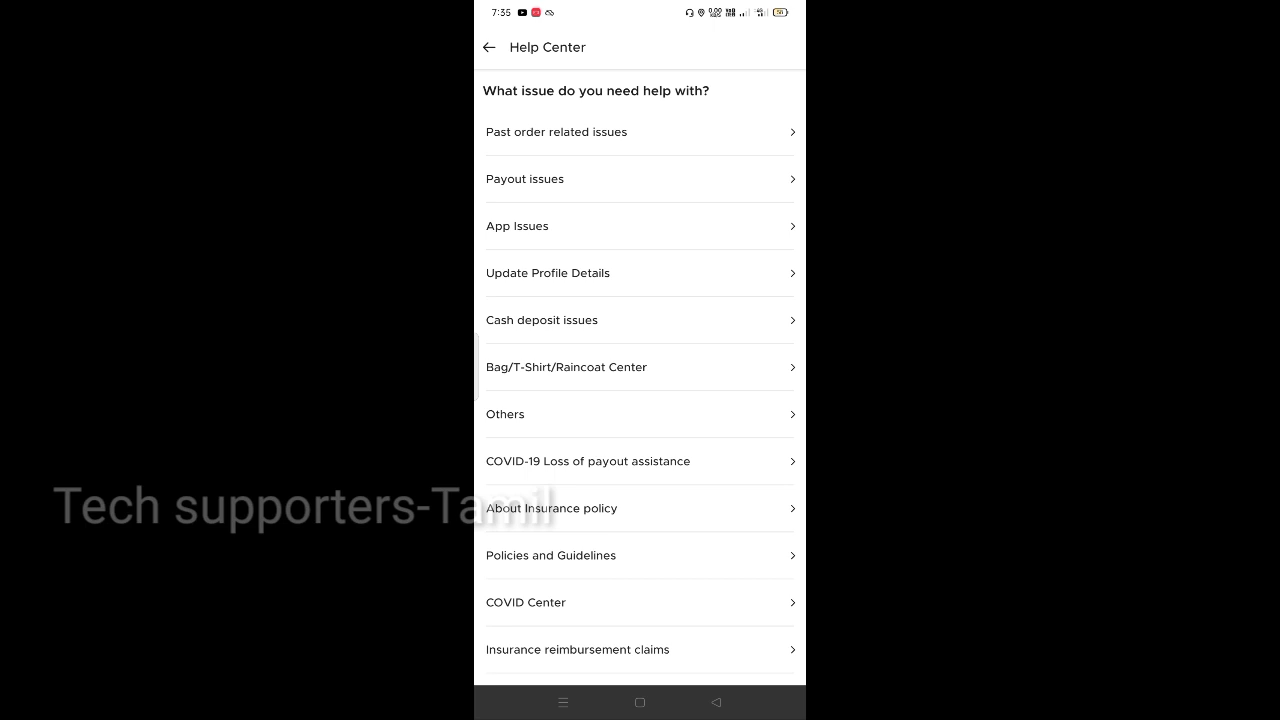 7:35
Help Center
What issue do you need help with?
Past order related issues
Payout issues
App Issues
Update Profile Details
Cash deposit issues
Bag/T-Shirt/Raincoat Center
Others
COVID-19 Loss of payout assistance
Tech supporters-Tamil
About Insurance policy
Policies and Guidelines
COVID Center
Insurance reimbursement claims